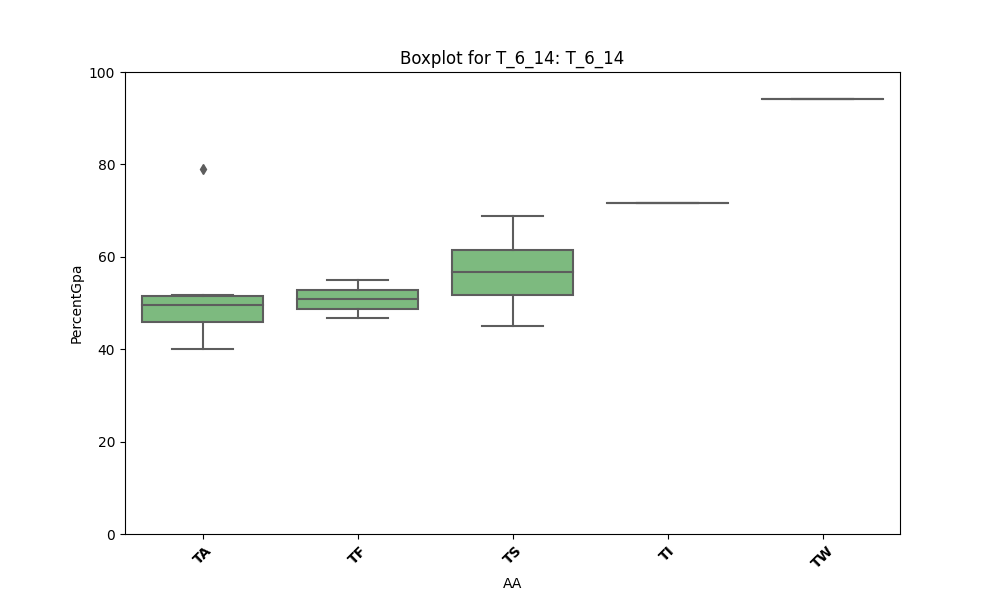 Boxplot for T_6_14: T_6_14
100
80
60
40
20
0
PercentGpa
TA
TF
TS
TI
TW
AA